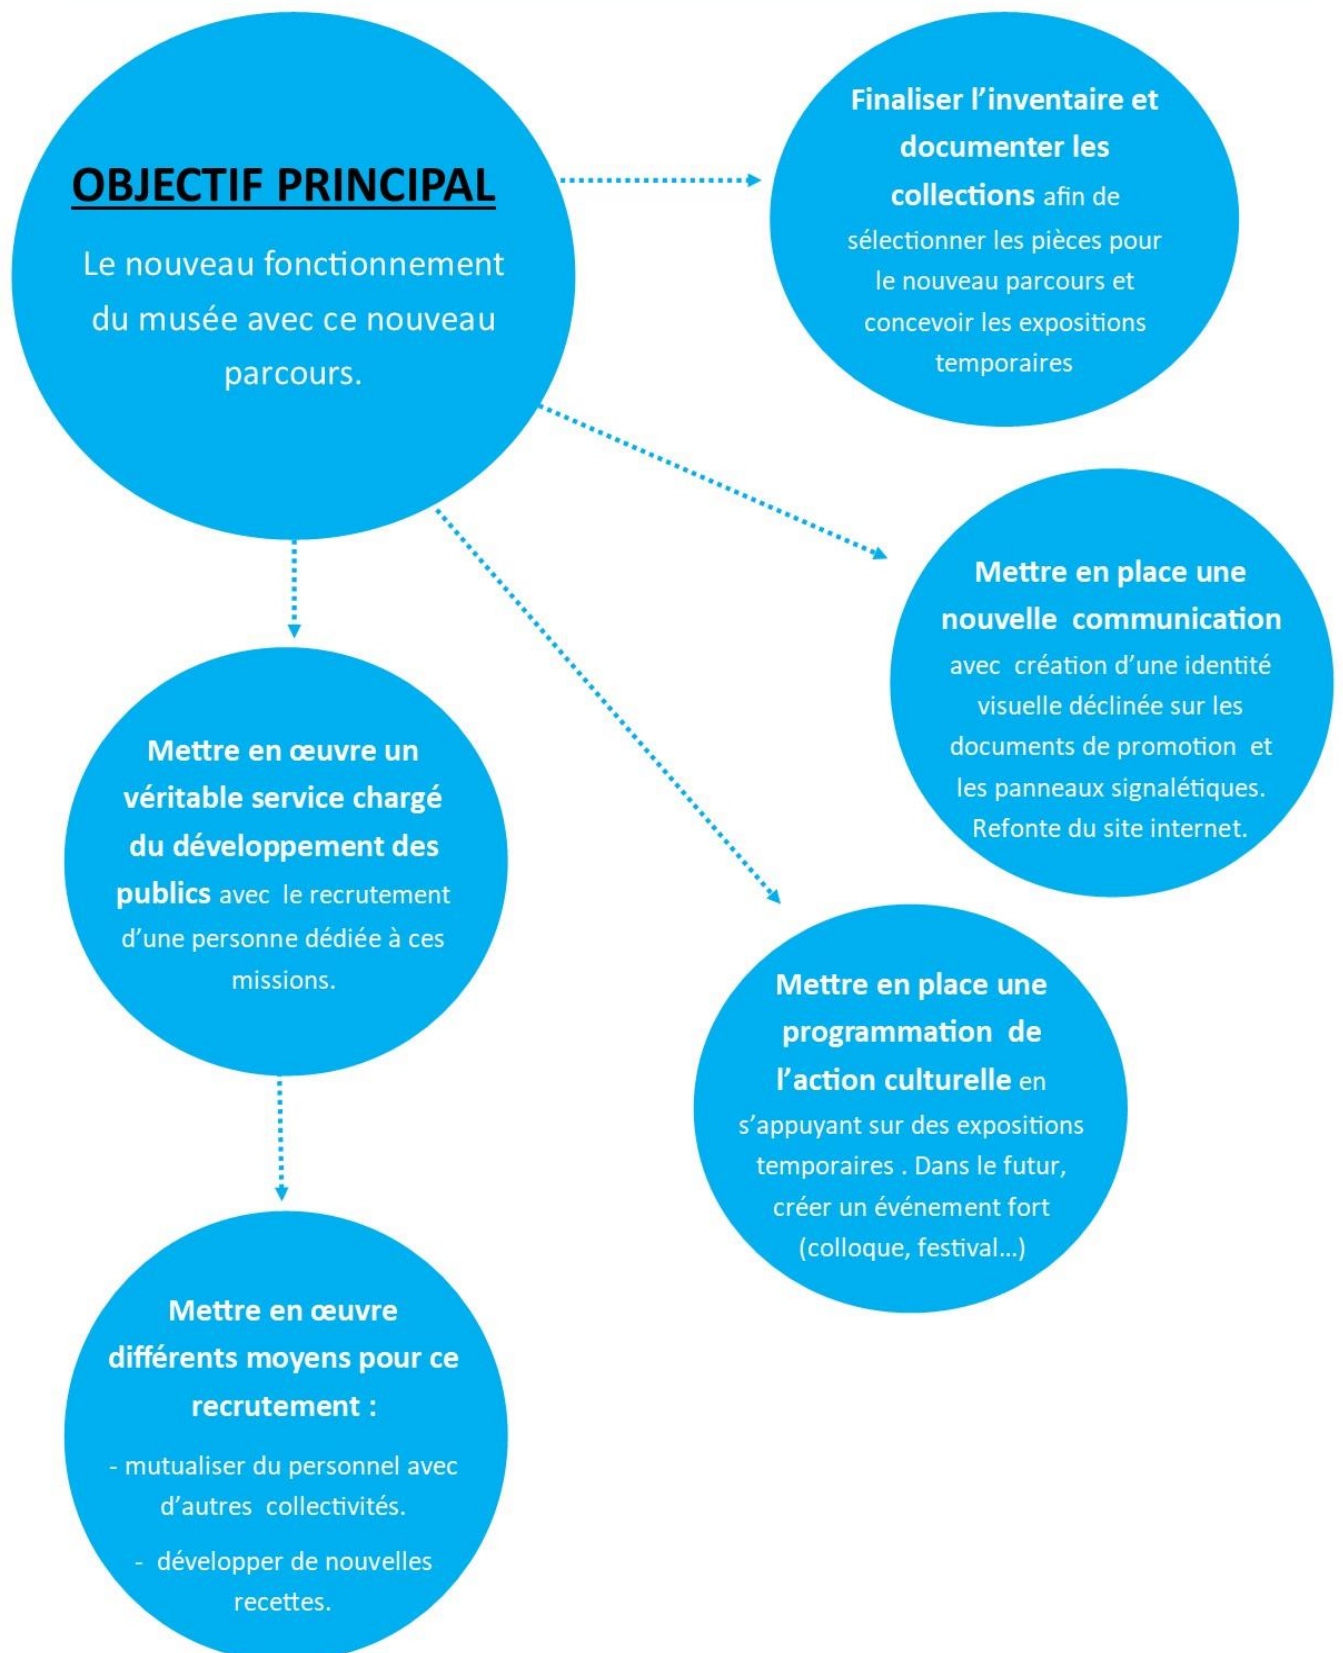 OBJECTIF PRINCIPAL
Le nouveau fonctionnement
du musée avec ce nouveau
parcours.
Finaliser l’inventaire et
documenter les
collections afin de
sélectionner les pièces pour
le nouveau parcours et
concevoir les expositions
temporaires
Mettre en place une
nouvelle communication
avec création d’une identité
visuelle déclinée sur les
documents de promotion et
les panneaux signalétiques.
Refonte du site internet.
Mettre en œuvre un
véritable service chargé
du développement des
publics avec le recrutement
d’une personne dédiée à ces
missions.
Mettre en place une
programmation de
l’action culturelle en
s’appuyant sur des expositions
temporaires . Dans le futur,
créer un événement fort
(colloque, festival…)
Mettre en œuvre
différents moyens pour ce
recrutement :
- mutualiser du personnel avec
d’autres collectivités.
- développer de nouvelles
recettes.